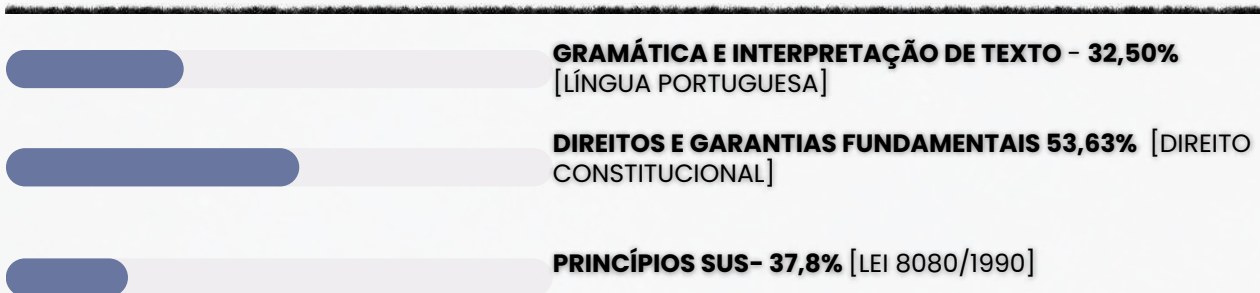 GRAMÁTICA E INTERPRETAÇÃO DE TEXTO - 32,50%
[LÍNGUA PORTUGUESA]
DIREITOS E GARANTIAS FUNDAMENTAIS 53,63% [DIREITO
CONSTITUCIONAL]
PRINCÍPIOS SUS- 37,8% [LEI 8080/1990]